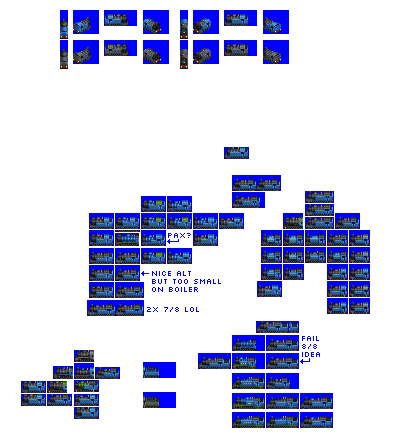 PAX?
NICE ALT
BUT TOO SMALL
ON BOILER
2X 7/8 LOL
FAIL
8/8
IDEA